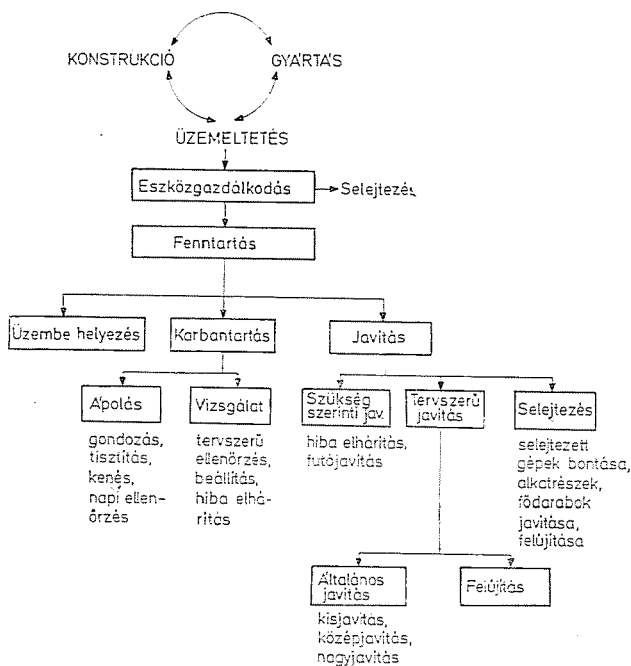 KONSTRUKCIÓ
GYÁRTÁS
ÜZEMELTETÉS
Eszközgazdálkodás
Selejtezés
Fenntartás
Üzembe helyezés
Karbantartás
Javítás
Ápolás
gondozás,
tisztítás,
kenés,
napi ellen-
őrzés
Vizsgálat
tervszerű
ellenőrzés,
beállítás,
hiba elhá-
rítás
Szükség
szerinti jav.
hiba elhárítás,
futójavítás
Tervszerű
javítás
Selejtezés
selejtezett
gépek bontása,
alkatrészek,
fődarabok
javítása,
felújítása
Általános
javítás
kisjavítás,
középjavítás,
nagyjavítás
Felújítás